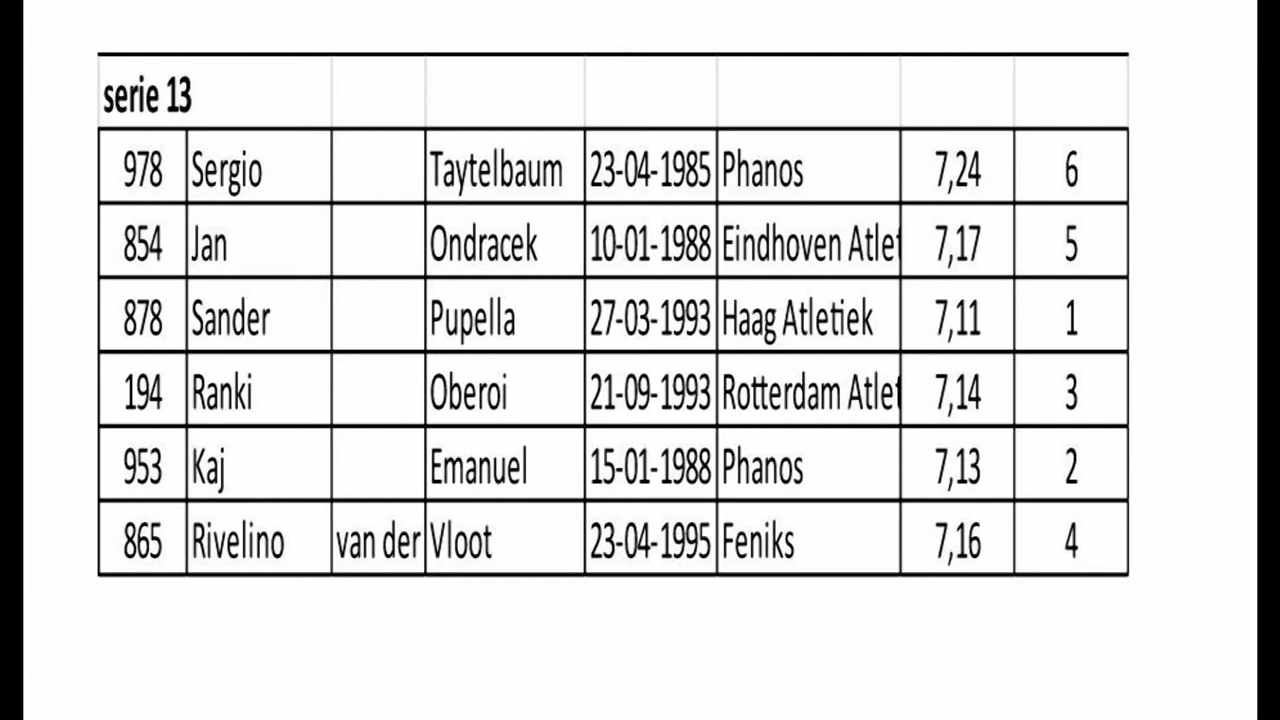 serie 13
978 Sergio Taytelbaum 23-04-1985 Phanos 7,24 6
854 Jan Ondracek 10-01-1988 Eindhoven Atlet 7,17 5
878 Sander Pupella 27-03-1993 Haag Atletiek 7,11 1
194 Ranki Oberoi 21-09-1993 Rotterdam Atlet 7,14 3
953 Kaj Emanuel 15-01-1988 Phanos 7,13 2
865 Rivelino van der Vloot 23-04-1995 Feniks 7,16 4